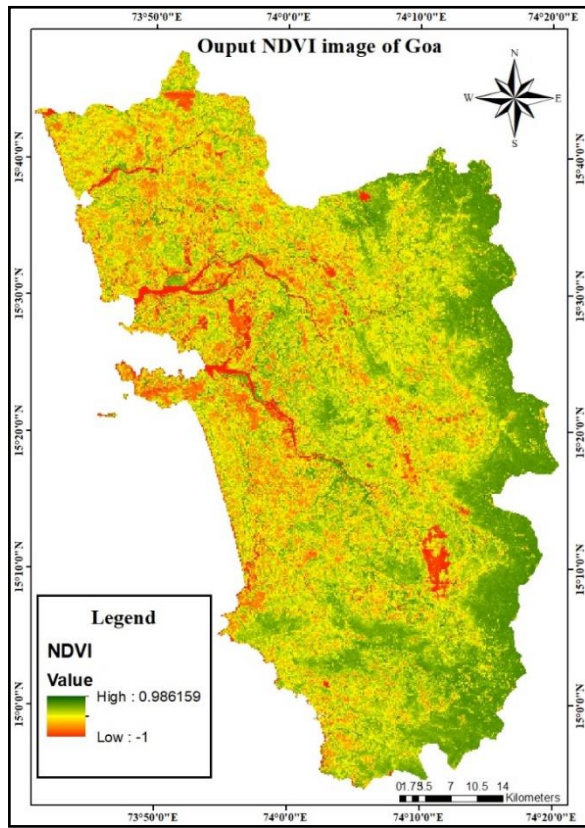 73°50'0"E 74°0'0"E 74°10'0"E 74°20'0"E
Ouput NDVI image of Goa
N
W E
S
15°40'0"N 15°40'0"N
15°30'0"N 15°30'0"N
15°20'0"N 15°20'0"N
15°10'0"N 15°10'0"N
15°0'0"N 15°0'0"N
Legend
NDVI
Value
High : 0.986159
Low : -1
01.753.5 7 10.5 14
Kilometers
73°50'0"E 74°0'0"E 74°10'0"E 74°20'0"E